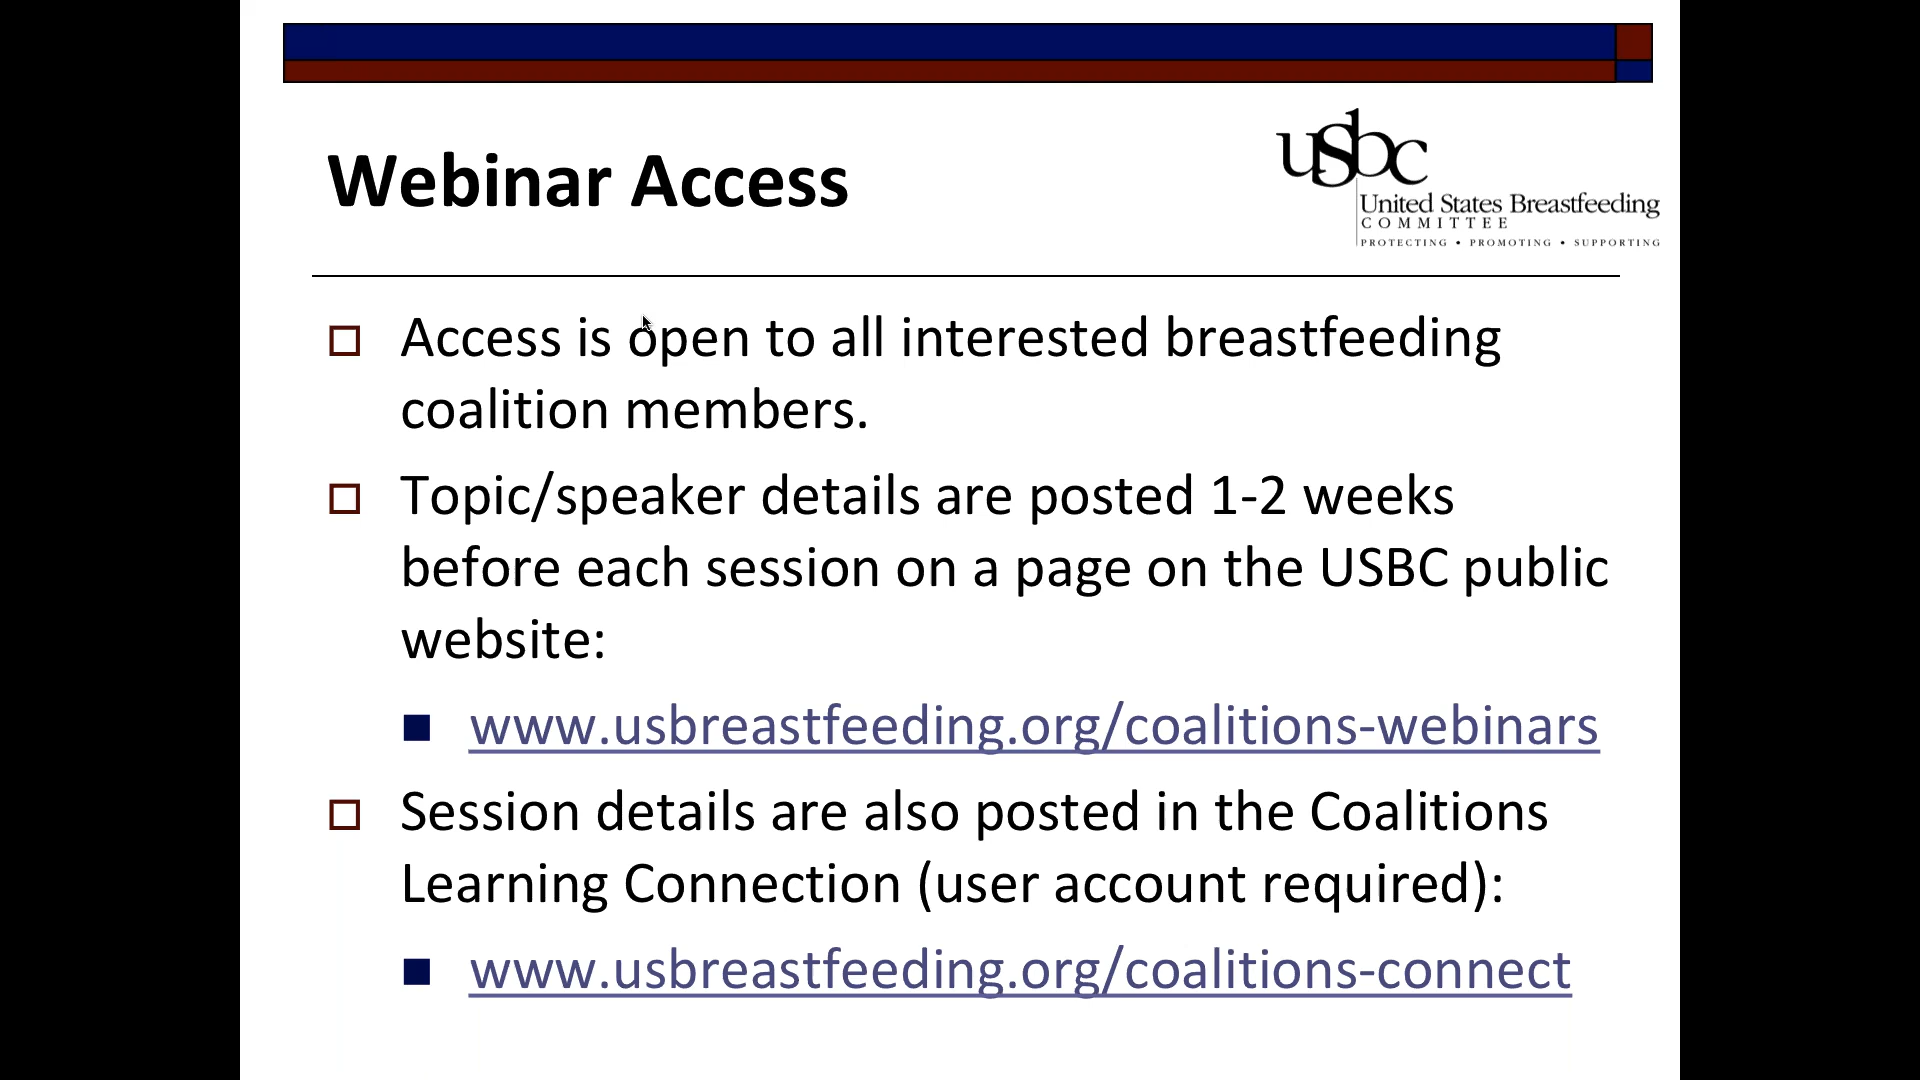 Webinar Access
usbc
United States Breastfeeding
COMMITTEE
PROTECTING • PROMOTING • SUPPORTING
Access is open to all interested breastfeeding
coalition members.
Topic/speaker details are posted 1-2 weeks
before each session on a page on the USBC public
website:
www.usbreastfeeding.org/coalitions-webinars
Session details are also posted in the Coalitions
Learning Connection (user account required):
www.usbreastfeeding.org/coalitions-connect